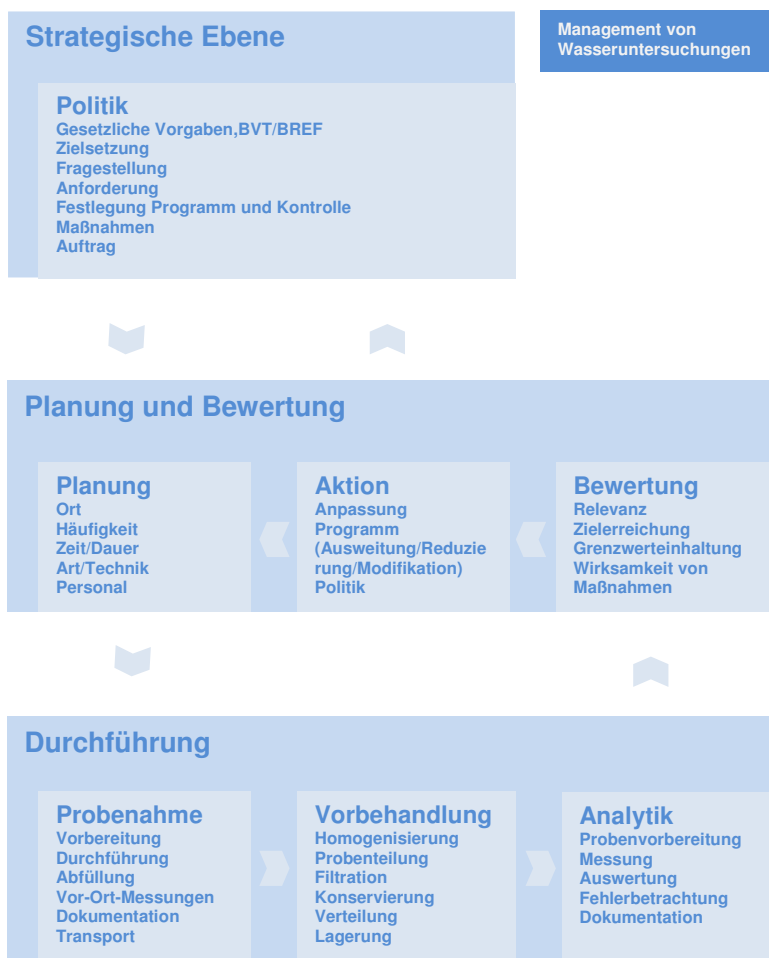 Strategische Ebene
Management von
Wasseruntersuchungen
Politik
Gesetzliche Vorgaben,BVT/BREF
Zielsetzung
Fragestellung
Anforderung
Festlegung Programm und Kontrolle
Maßnahmen
Auftrag
Planung und Bewertung
Planung
Ort
Häufigkeit
Zeit/Dauer
Art/Technik
Personal
Aktion
Anpassung
Programm
(Ausweitung/Reduzie
rung/Modifikation)
Politik
Bewertung
Relevanz
Zielerreichung
Grenzwerteinhaltung
Wirksamkeit von
Maßnahmen
Durchführung
Probenahme
Vorbereitung
Durchführung
Abfüllung
Vor-Ort-Messungen
Dokumentation
Transport
Vorbehandlung
Homogenisierung
Probenteilung
Filtration
Konservierung
Verteilung
Lagerung
Analytik
Probenvorbereitung
Messung
Auswertung
Fehlerbetrachtung
Dokumentation